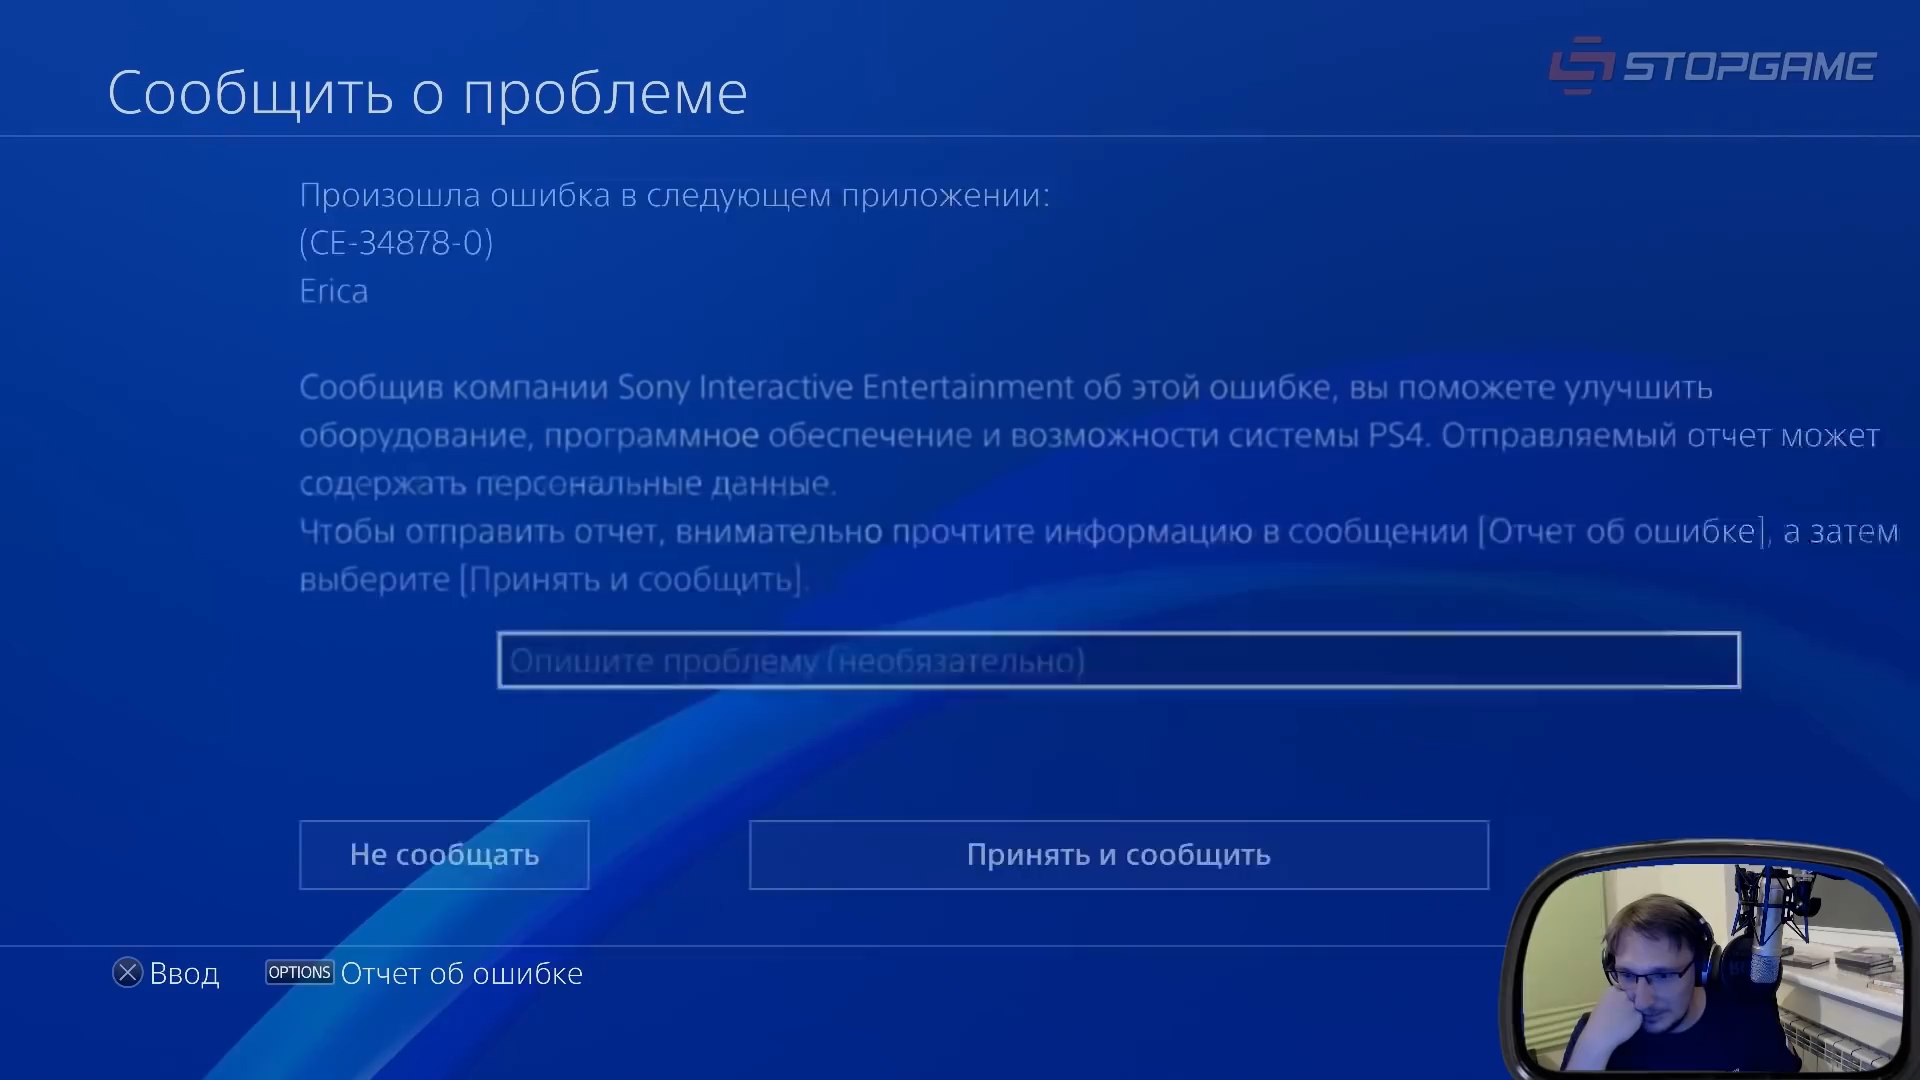 Сообщить о проблеме
STOPGAME
Произошла ошибка в следующем приложении:
(CE-34878-0)
Erica
Сообщив компании Sony Interactive Entertainment об этой ошибке, вы поможете улучшить
оборудование, программное обеспечение и возможности системы PS4. Отправляемый отчет может
содержать персональные данные.
Чтобы отправить отчет, внимательно прочтите информацию в сообщении [Отчет об ошибке], а затем
выберите [Принять и сообщить].
Опишите проблему (необязательно)
Не сообщать
Принять и сообщить
Ввод
OPTIONS Отчет об ошибке